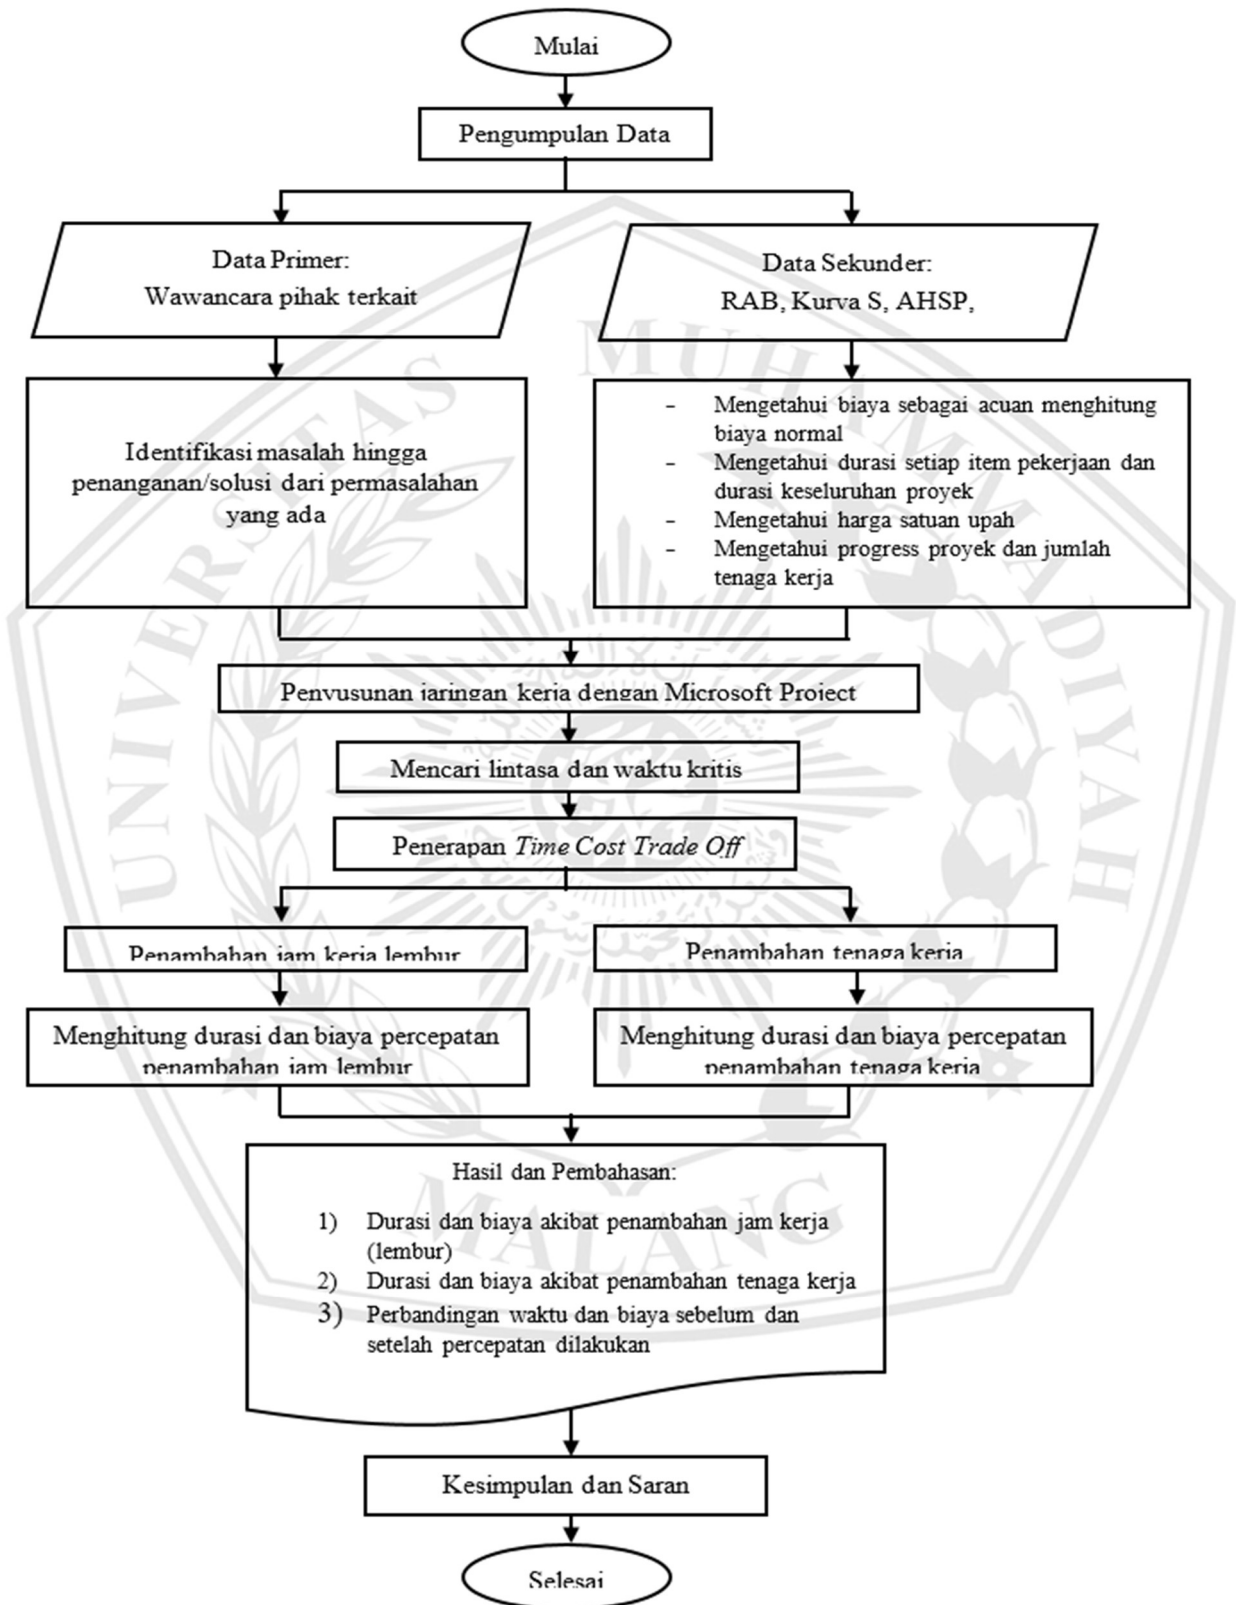 Mulai
Pengumpulan Data
Data Primer:
Wawancara pihak terkait
Data Sekunder:
RAB, Kurva S, AHSP,
Identifikasi masalah hingga
penanganan/solusi dari permasalahan
yang ada
- Mengetahui biaya sebagai acuan menghitung
biaya normal
- Mengetahui durasi setiap item pekerjaan dan
durasi keseluruhan proyek
- Mengetahui harga satuan upah
- Mengetahui progress proyek dan jumlah
tenaga kerja
Penyusunan jaringan kerja dengan Microsoft Project
Mencari lintasa dan waktu kritis
Penerapan Time Cost Trade Off
Penambahan jam kerja lembur
Penambahan tenaga kerja
Menghitung durasi dan biaya percepatan
penambahan jam lembur
Menghitung durasi dan biaya percepatan
penambahan tenaga kerja
Hasil dan Pembahasan:
1) Durasi dan biaya akibat penambahan jam kerja
(lembur)
2) Durasi dan biaya akibat penambahan tenaga kerja
3) Perbandingan waktu dan biaya sebelum dan
setelah percepatan dilakukan
Kesimpulan dan Saran
Selesai
UNIVERSITAS MUHAMMADIYAH
MALANG